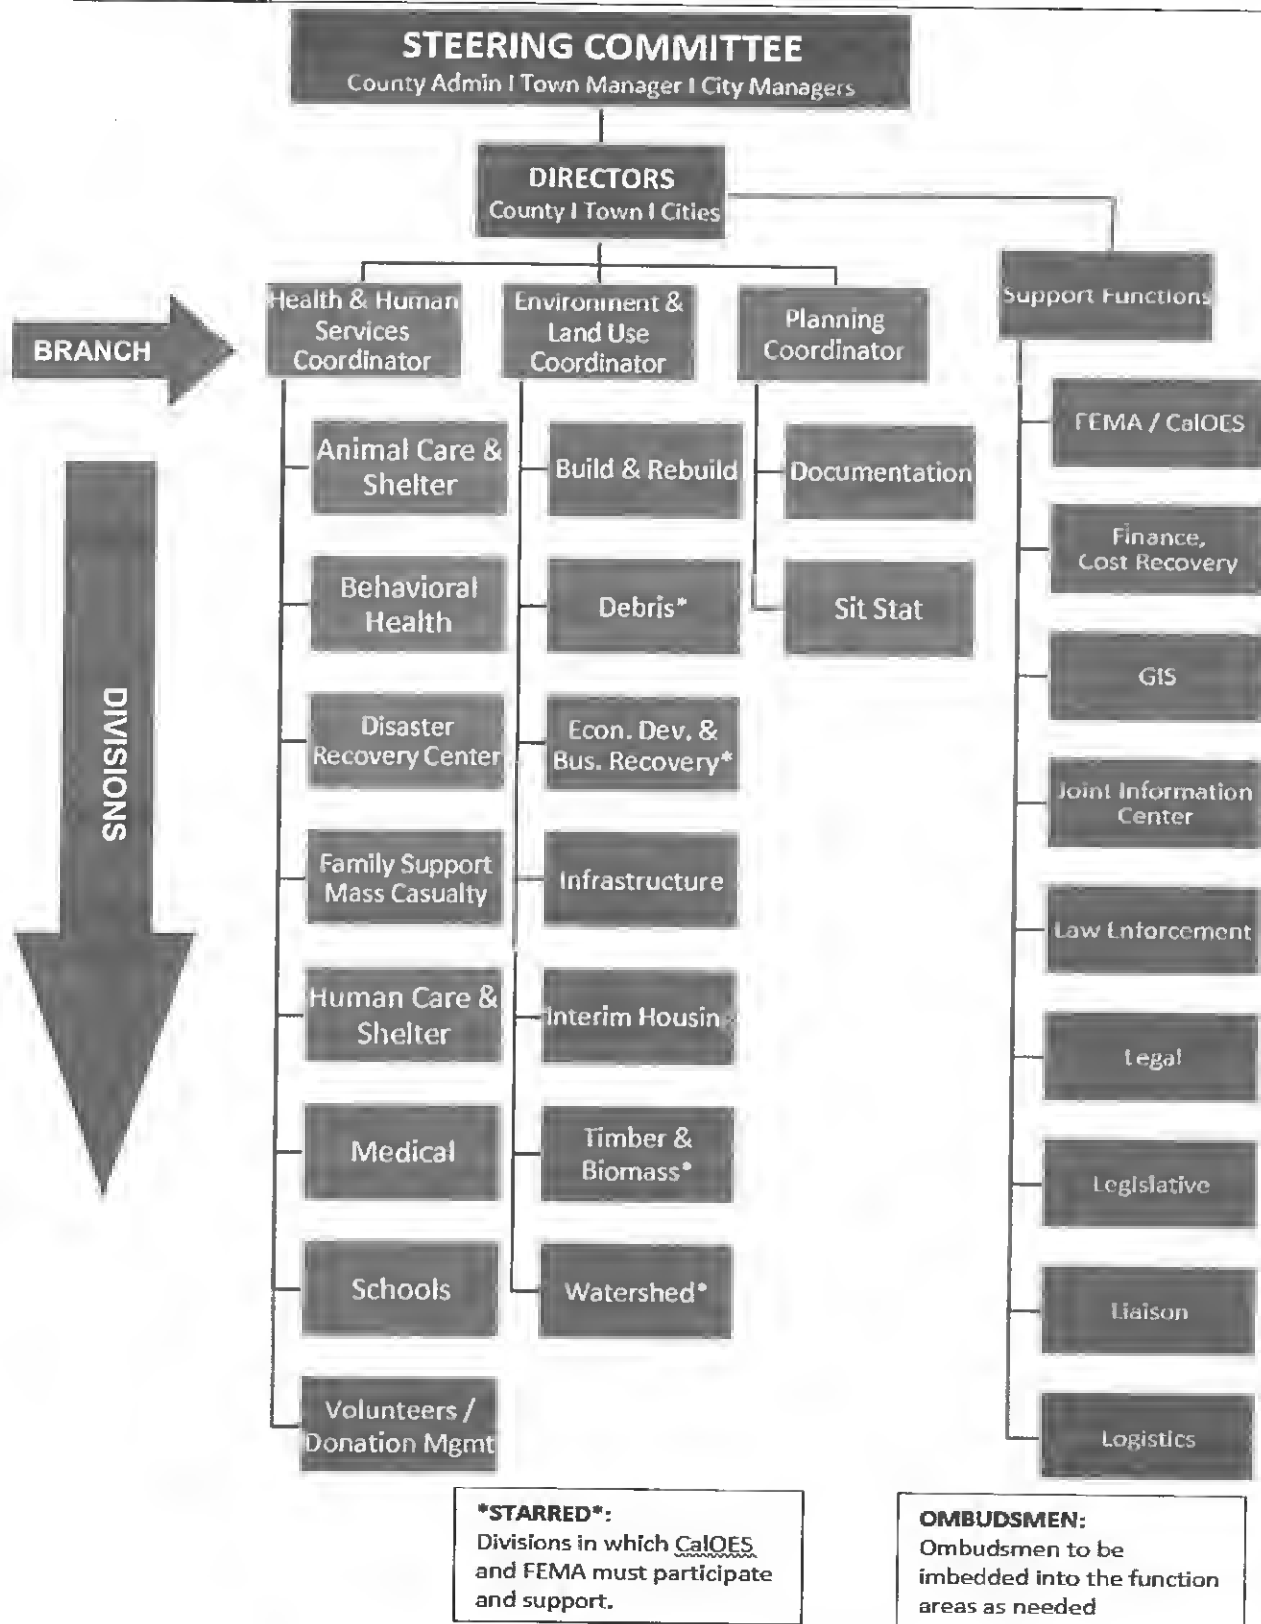 STEERING COMMITTEE
County Admin I Town Manager I City Managers
DIRECTORS
County I Town I Cities
BRANCH
Health & Human
Services
Coordinator
Environment &
Land Use
Coordinator
Planning
Coordinator
Support Functions
DIVISIONS
Animal Care &
Shelter
Behavioral
Health
Disaster
Recovery Center
Family Support
Mass Casualty
Human Care &
Shelter
Medical
Schools
Volunteers /
Donation Mgmt
Build & Rebuild
Debris*
Econ. Dev. &
Bus. Recovery*
Infrastructure
Interim Housing
Timber &
Biomass*
Watershed*
Documentation
Sit Stat
FEMA / CalOES
Finance,
Cost Recovery
GIS
Joint Information
Center
Law Enforcement
Legal
Legislative
Liaison
Logistics
*STARRED*:
Divisions in which CalOES
and FEMA must participate
and support.
OMBUDSMEN:
Ombudsmen to be
imbedded into the function
areas as needed